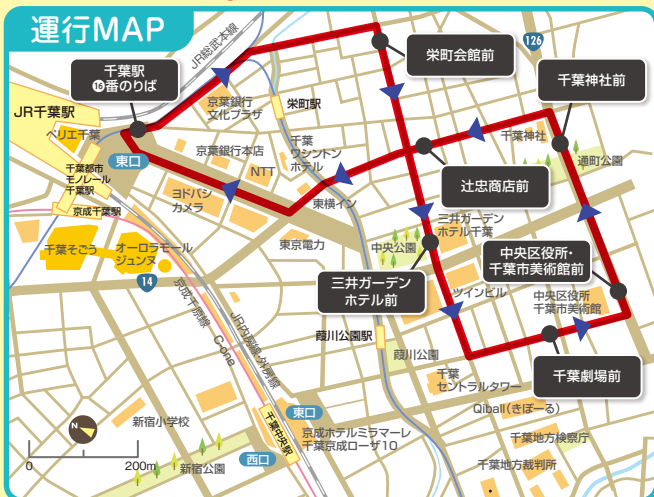 運行MAP
JR総武本線
126
千葉駅
⑯番のりば
栄町会館前
千葉神社前
JR千葉駅
ペリエ千葉
京葉銀行
文化プラザ
栄町駅
千葉
ワシントン
ホテル
千葉神社
通町公園
東口
京葉銀行本店
NTT
千葉都市
モノレール
千葉駅
ヨドバシ
カメラ
東横イン
辻忠商店前
京成千葉駅
千葉そごう
オーロラモール
ジュンヌ
東京電力
中央公園
三井ガーデン
ホテル千葉
14
三井ガーデン
ホテル前
ツインビル
中央区役所・
千葉市美術館前
中央区役所
千葉市美術館
京成千原線
C-one
JR内房線・外房線
葭川公園駅
葭川公園
千葉劇場前
千葉
セントラルタワー
Qiball(きぼーる)
N
0
200m
新宿小学校
新宿公園
東口
千葉中央駅
西口
京成ホテルミラマーレ
千葉京成ローザ10
千葉地方検察庁
千葉地方裁判所